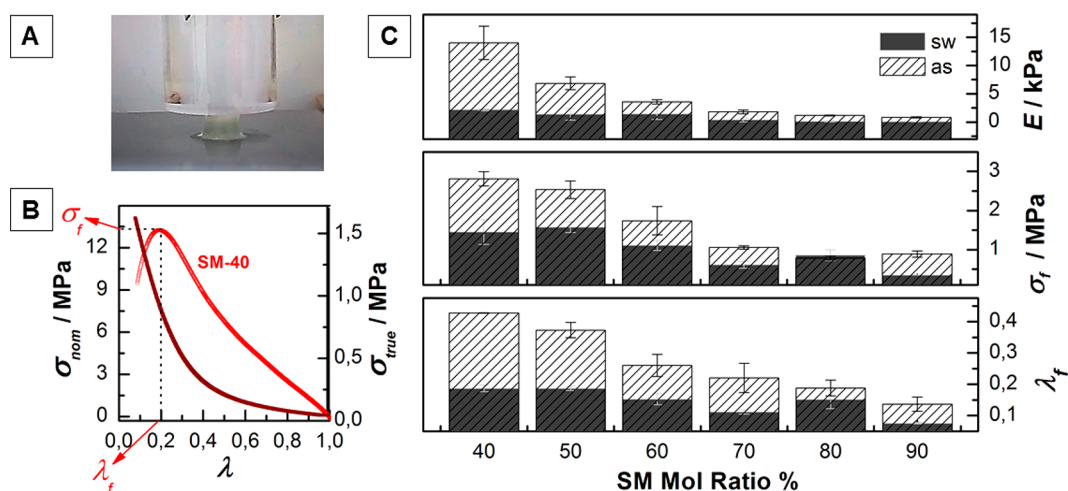 A
B
σf
SM-40
12
9
6
3
0
σnom / MPa
1,5
1,0
0,5
0,0
σtrue / MPa
0,0 0,2 0,4 0,6 0,8 1,0
λf
λ
C
sw
as
15
10
5
0
E / kPa
3
2
1
σf / MPa
0,4
0,3
0,2
0,1
λf
40 50 60 70 80 90
SM Mol Ratio %